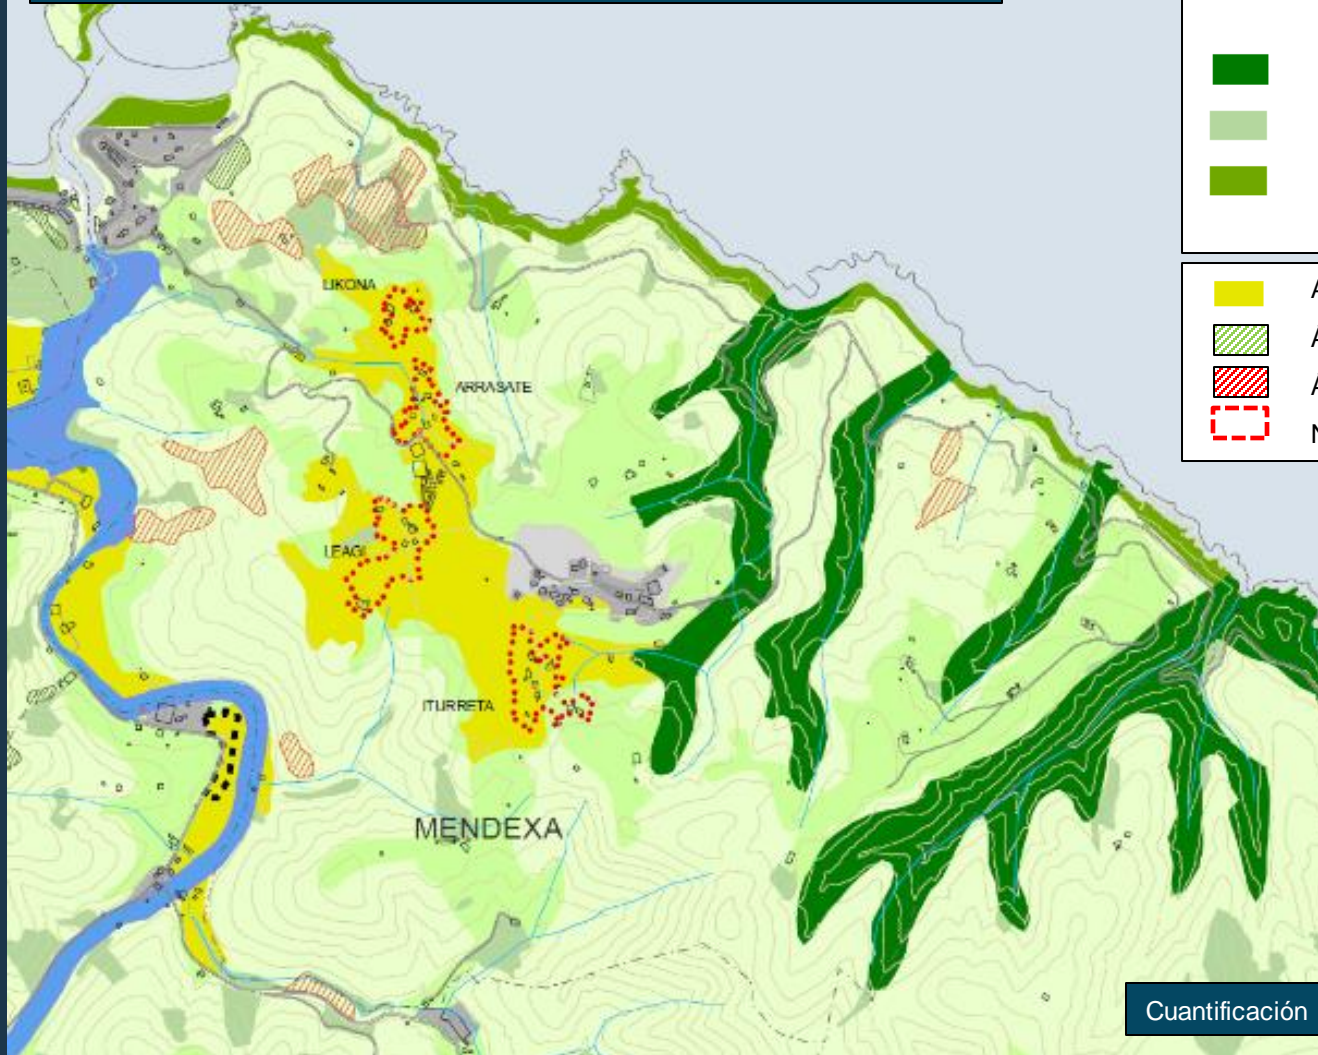 A
A
A
N
LIKONA
ARRASATE
LEAGI
ITURRETA
MENDEXA
Cuantificación